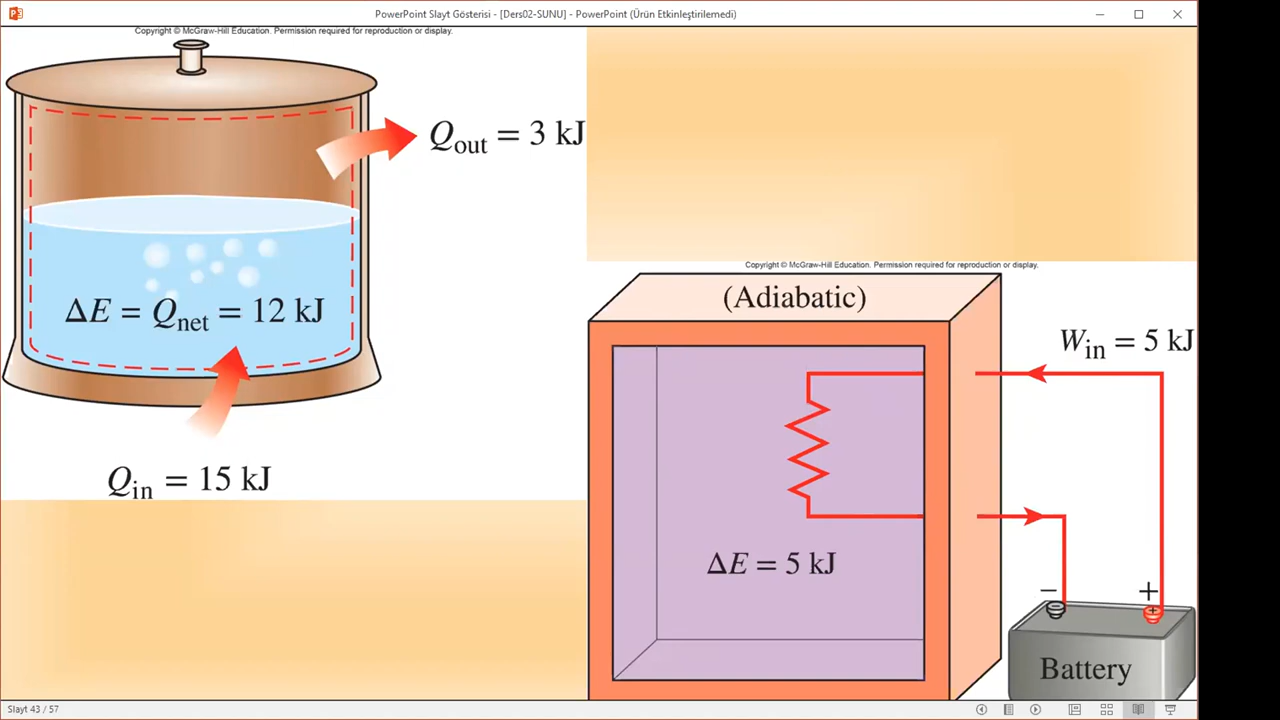 PowerPoint Slayt Gösterisi - [Ders02-SUNU] - PowerPoint (Ürün Etkinleştirilemedi)
Copyright © McGraw-Hill Education. Permission required for reproduction or display.
Qout = 3 kJ
ΔE = Qnet = 12 kJ
Qin = 15 kJ
Copyright © McGraw-Hill Education. Permission required for reproduction or display.
(Adiabatic)
Win = 5 kJ
ΔE = 5 kJ
− +
Battery
Slayt 43 / 57